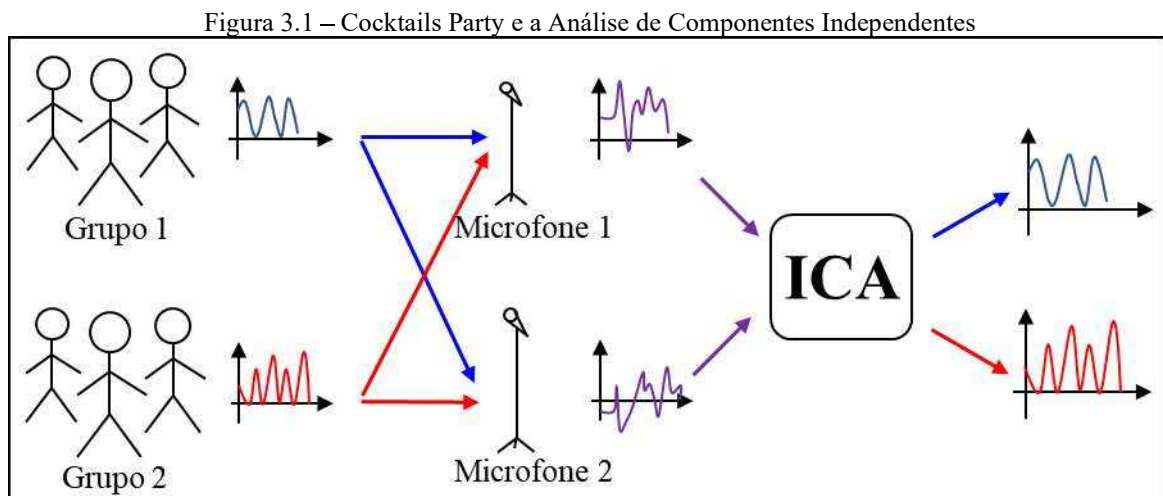 Figura 3.1 – Cocktails Party e a Análise de Componentes Independentes
Grupo 1
Microfone 1
ICA
Grupo 2
Microfone 2